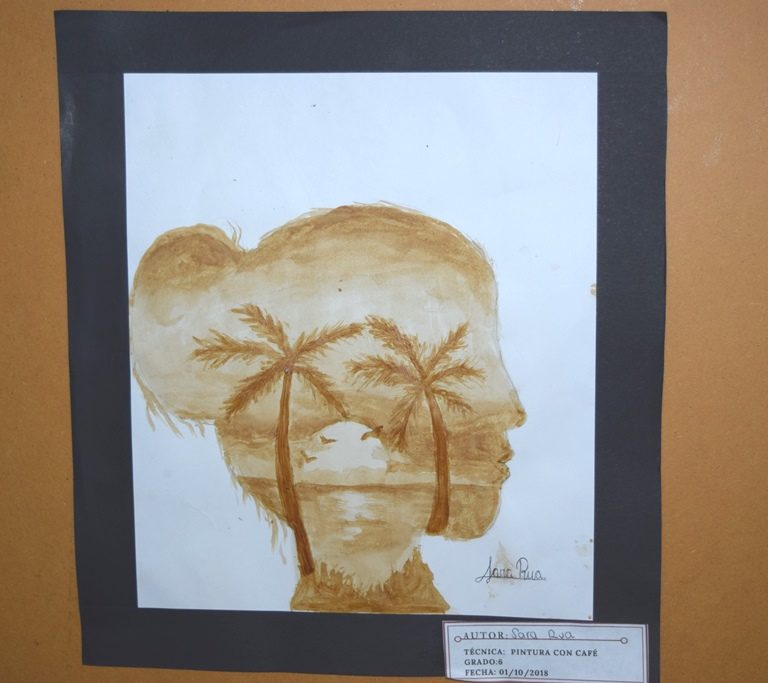 Sara Rua
AUTOR: Sara Rua
TÉCNICA: PINTURA CON CAFÉ
GRADO:6
FECHA: 01/10/2018